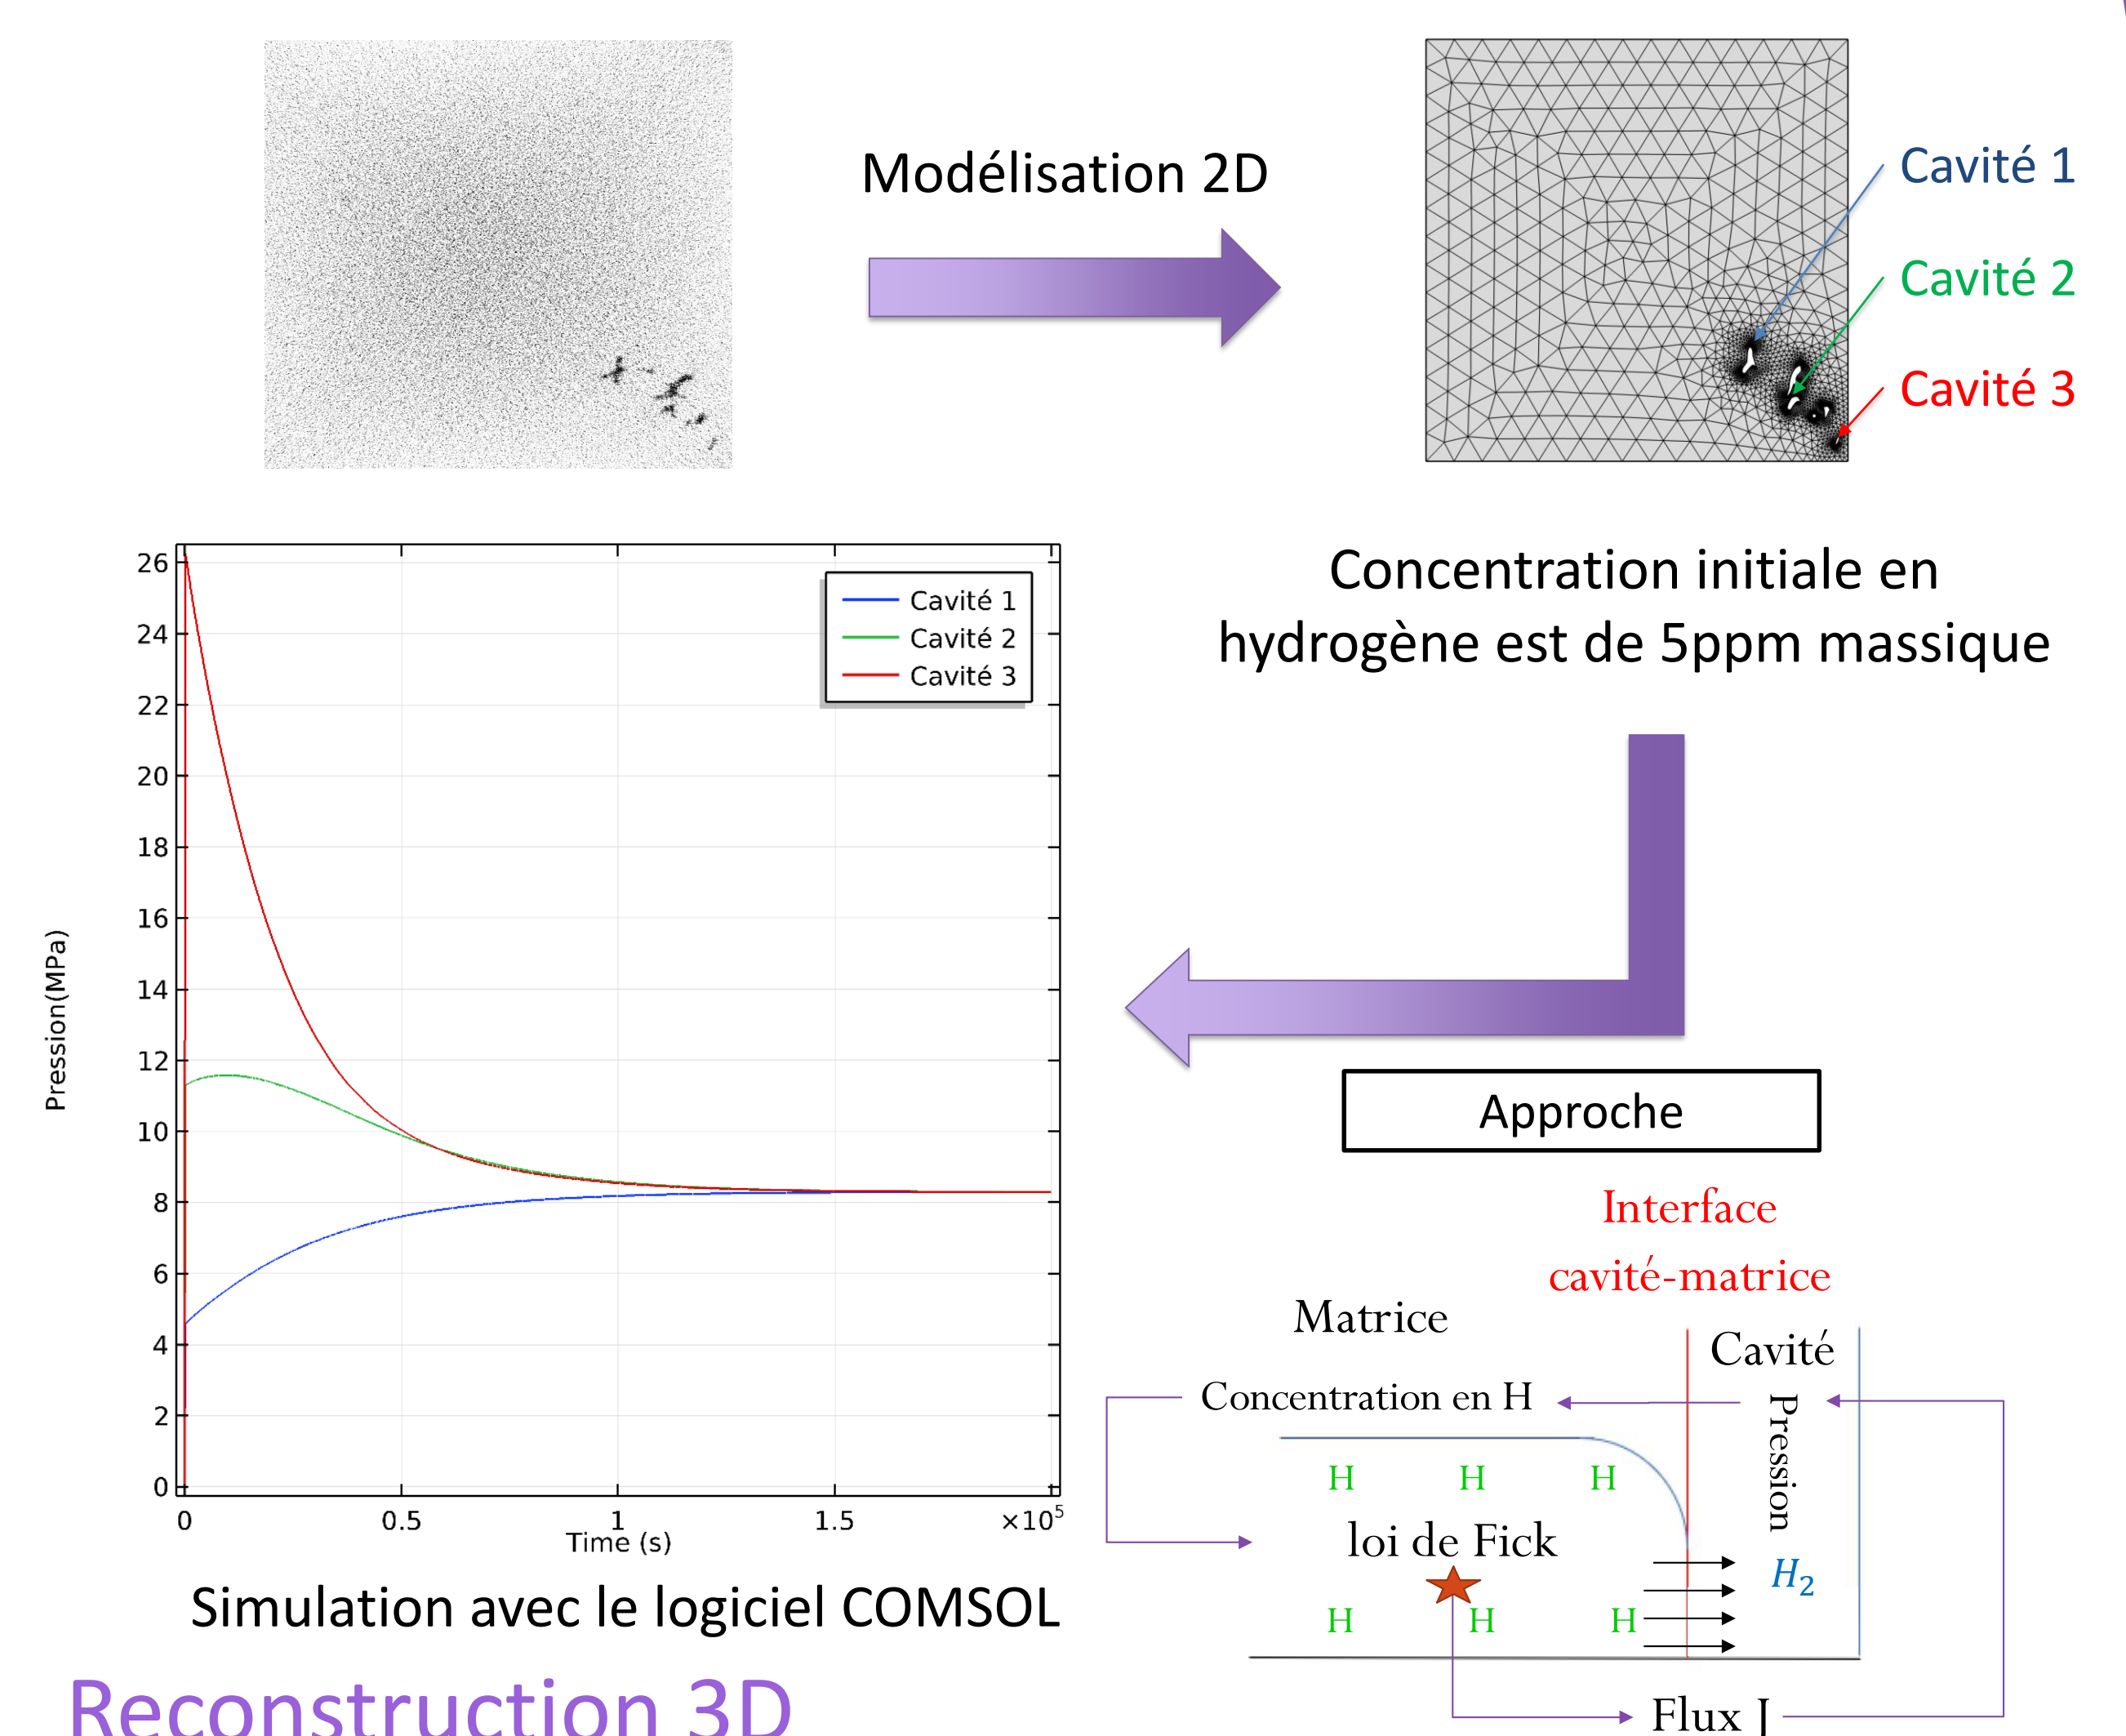 Modélisation 2D
Cavité 1
Cavité 2
Cavité 3
Concentration initiale en
hydrogène est de 5ppm massique
26
24
22
20
18
16
14
12
10
8
6
4
2
0
Pression(MPa)
Cavité 1
Cavité 2
Cavité 3
0
0.5
1
1.5
×10⁵
Time (s)
Simulation avec le logiciel COMSOL
Approche
Interface
cavité-matrice
Matrice
Cavité
Concentration en H
Pression
H H H
loi de Fick
H₂
H H H
Flux J
Reconstruction 3D